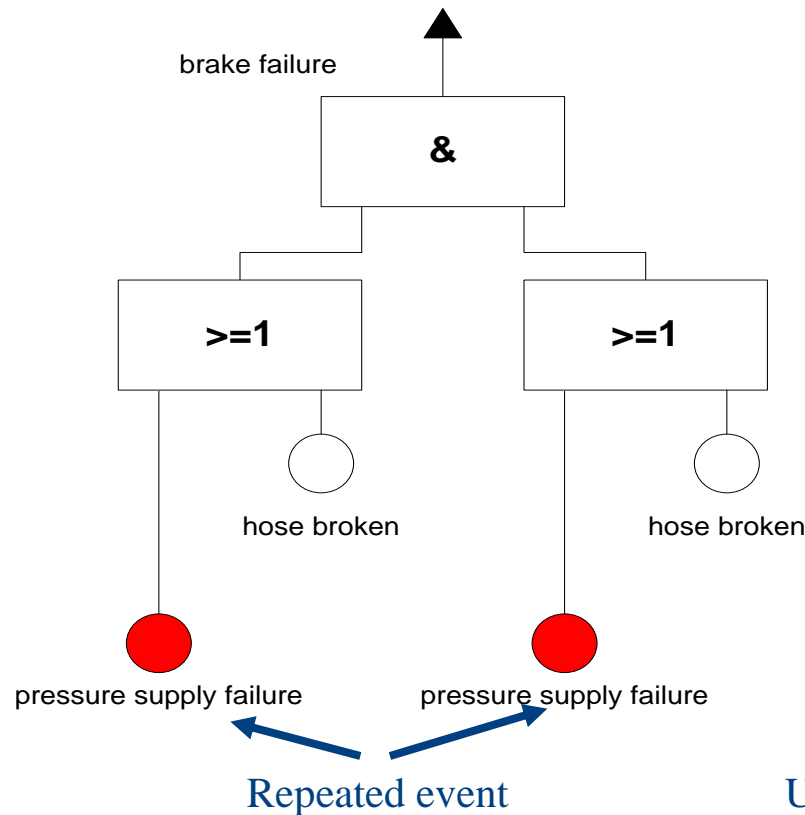 brake failure
&
>=1
>=1
hose broken
hose broken
pressure supply failure
pressure supply failure
Repeated event
U